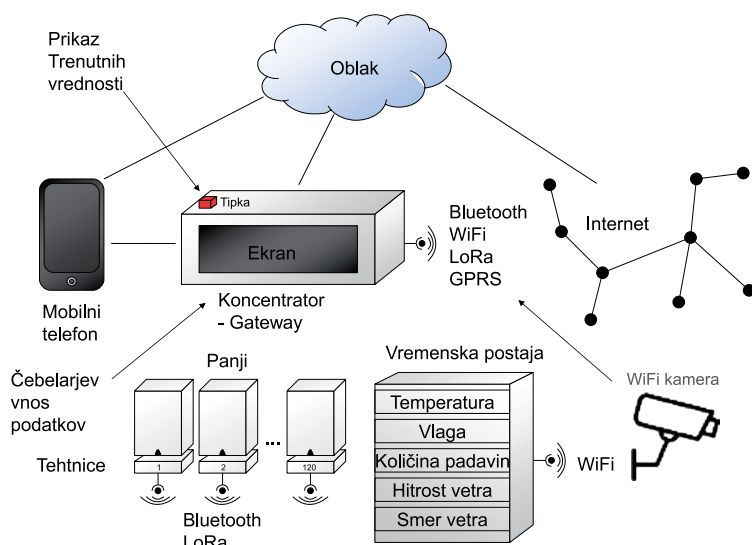 Prikaz
Trenutnih
vrednosti
Oblak
Tipka
Ekran
Bluetooth
WiFi
LoRa
GPRS
Internet
Mobilni
telefon
Koncentrator
- Gateway
Čebelarjev
vnos
podatkov
Panji
...
Tehtnice
1
2
120
Bluetooth
LoRa
Vremenska postaja
Temperatura
Vlaga
Količina padavin
Hitrost vetra
Smer vetra
WiFi
WiFi kamera